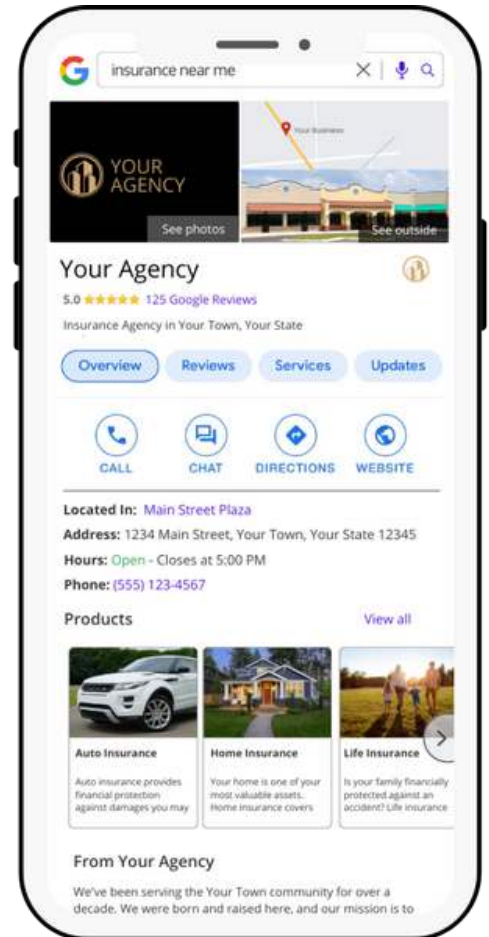 insurance near me
Your Business
YOUR
AGENCY
See photos
See outside
Your Agency
5.0 ★★★★★ 125 Google Reviews
Insurance Agency in Your Town, Your State
Overview Reviews Services Updates
CALL CHAT DIRECTIONS WEBSITE
Located In: Main Street Plaza
Address: 1234 Main Street, Your Town, Your State 12345
Hours: Open - Closes at 5:00 PM
Phone: (555) 123-4567
Products View all
Auto Insurance
Auto insurance provides
financial protection
against damages you may
Home Insurance
Your home is one of your
most valuable assets.
Home Insurance covers
Life Insurance
Is your family financially
protected against an
accident? Life insurance
From Your Agency
We've been serving the Your Town community for over a
decade. We were born and raised here, and our mission is to